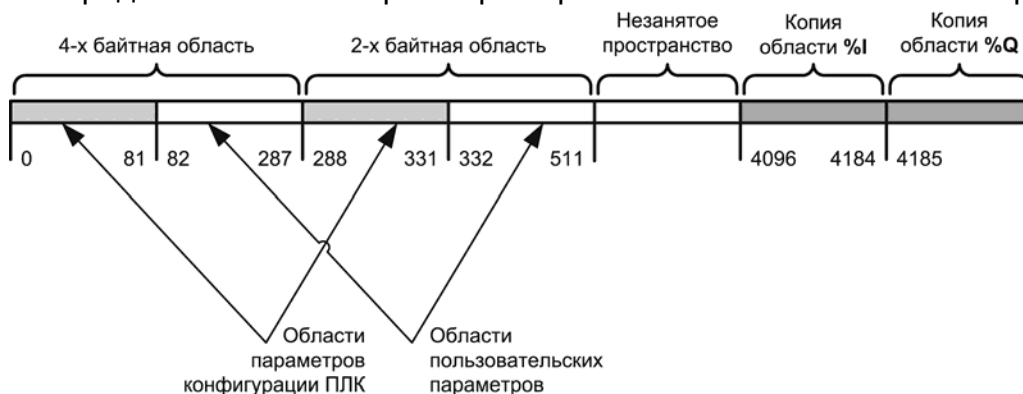 4-х байтная область
2-х байтная область
Незанятое
пространство
Копия
области %I
Копия
области %Q
0 81 82 287 288 331 332 511 4096 4184 4185
Области
параметров
конфигурации ПЛК
Области
пользовательских
параметров